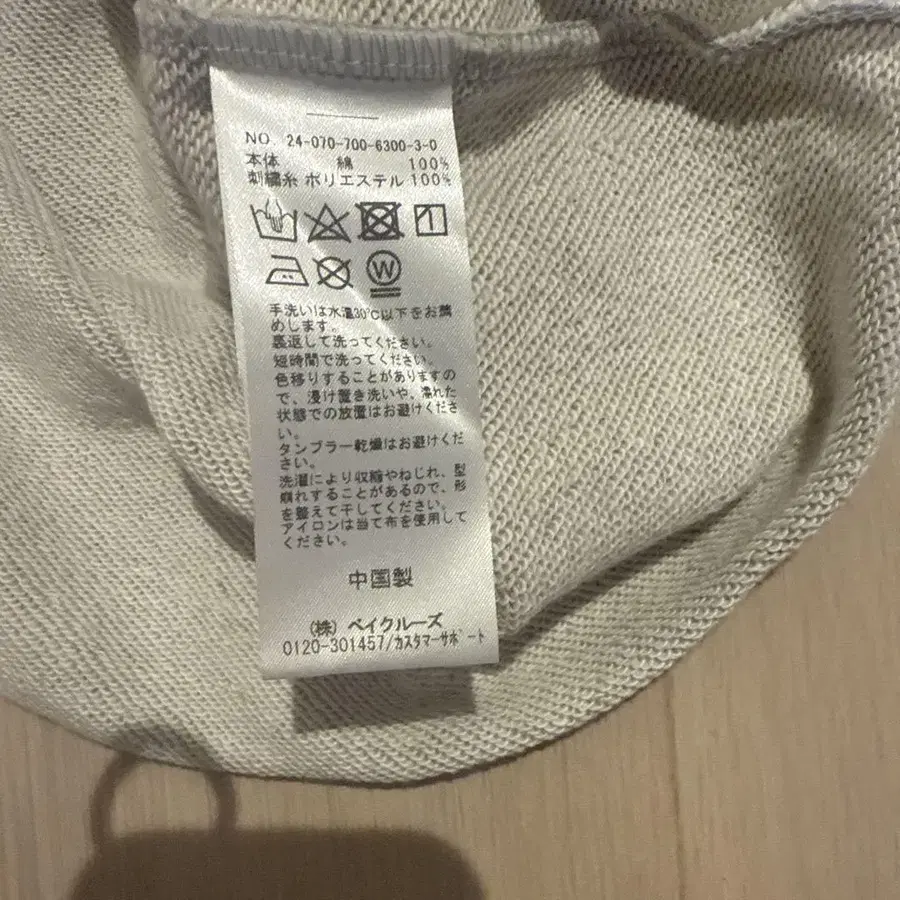 NO 24-070-700-6300-3-0
本体 綿 100%
刺繍糸 ポリエステル 100%
W
手洗いは水温30℃以下をお薦
めします。
裏返して洗ってください。
短時間で洗ってください。
色移りすることがありますの
で、浸け置き洗いや、濡れた
状態での放置はお避けくださ
い。
タンブラー乾燥はお避けくだ
さい。
洗濯により収縮やねじれ、型
崩れすることがあるので、形
を整えて干してください。
アイロンは当て布を使用して
ください。
中国製
(株) ベイクルーズ
0120-301457/カスタマーサポート